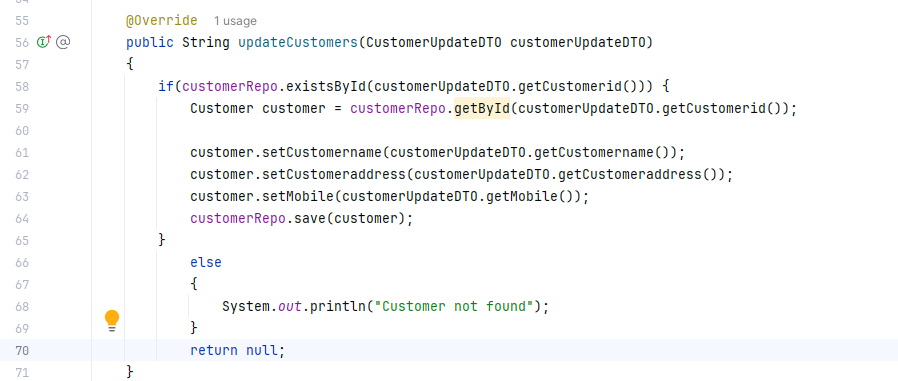 55 @Override 1 usage
56 public String updateCustomers(CustomerUpdateDTO customerUpdateDTO)
57 {
58 if(customerRepo.existsById(customerUpdateDTO.getCustomerid())) {
59 Customer customer = customerRepo.getById(customerUpdateDTO.getCustomerid());
60
61 customer.setCustomername(customerUpdateDTO.getCustomername());
62 customer.setCustomeraddress(customerUpdateDTO.getCustomeraddress());
63 customer.setMobile(customerUpdateDTO.getMobile());
64 customerRepo.save(customer);
65 }
66 else
67 {
68 System.out.println("Customer not found");
69 }
70 return null;
71 }